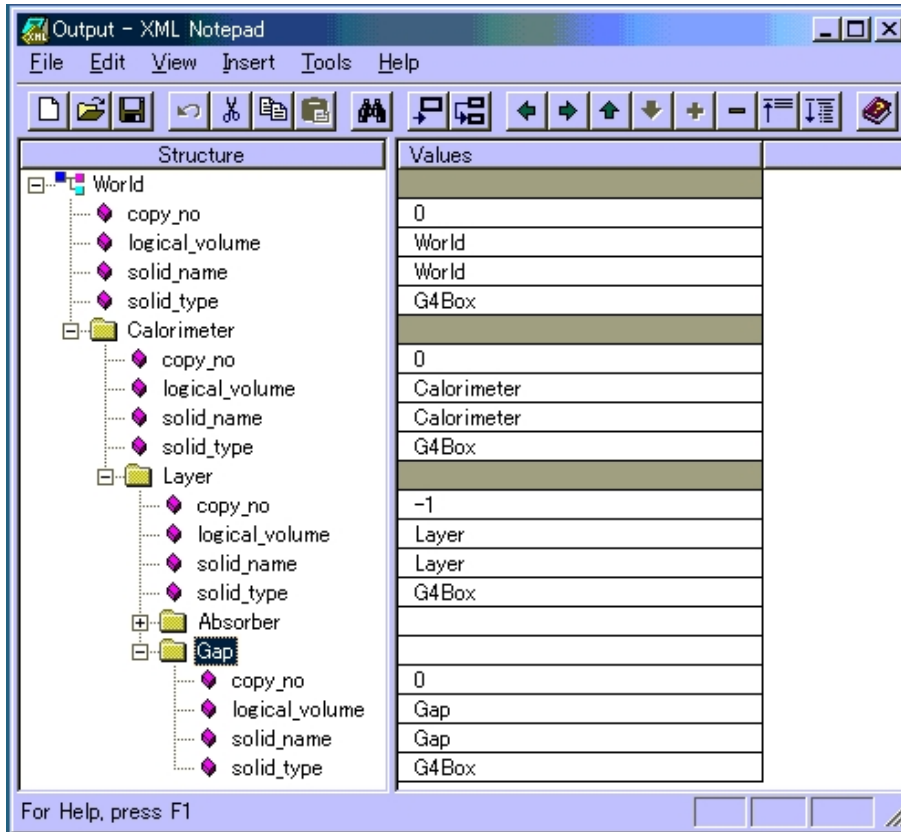 Output - XML Notepad
File Edit View Insert Tools Help
Structure Values
World
copy_no 0
logical_volume World
solid_name World
solid_type G4Box
Calorimeter
copy_no 0
logical_volume Calorimeter
solid_name Calorimeter
solid_type G4Box
Layer
copy_no -1
logical_volume Layer
solid_name Layer
solid_type G4Box
Absorber
Gap
copy_no 0
logical_volume Gap
solid_name Gap
solid_type G4Box
For Help, press F1